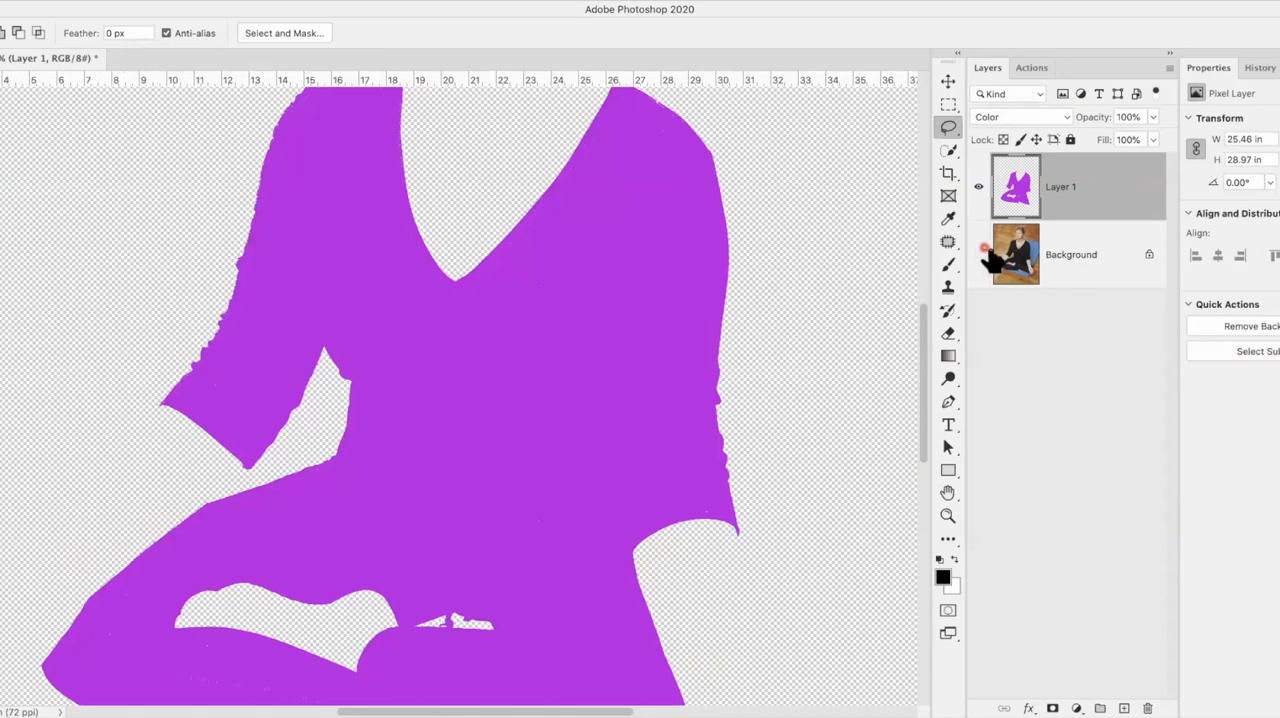 Adobe Photoshop 2020
Feather: 0 px Anti-alias Select and Mask...
% (Layer 1, RGB/8#) *
4 5 6 7 8 9 10 11 12 13 14 15 16 17 18 19 20 21 22 23 24 25 26 27 28 29 30 31 32 33 34 35 36 37
Layers Actions
Properties History
Kind
Pixel Layer
Color Opacity: 100%
Transform
Lock: Fill: 100%
W 25.46 in
H 28.97 in
0.00°
Layer 1
Align and Distribu
Align:
Background
Quick Actions
Remove Back
Select Sul
n (72 ppi)
fx